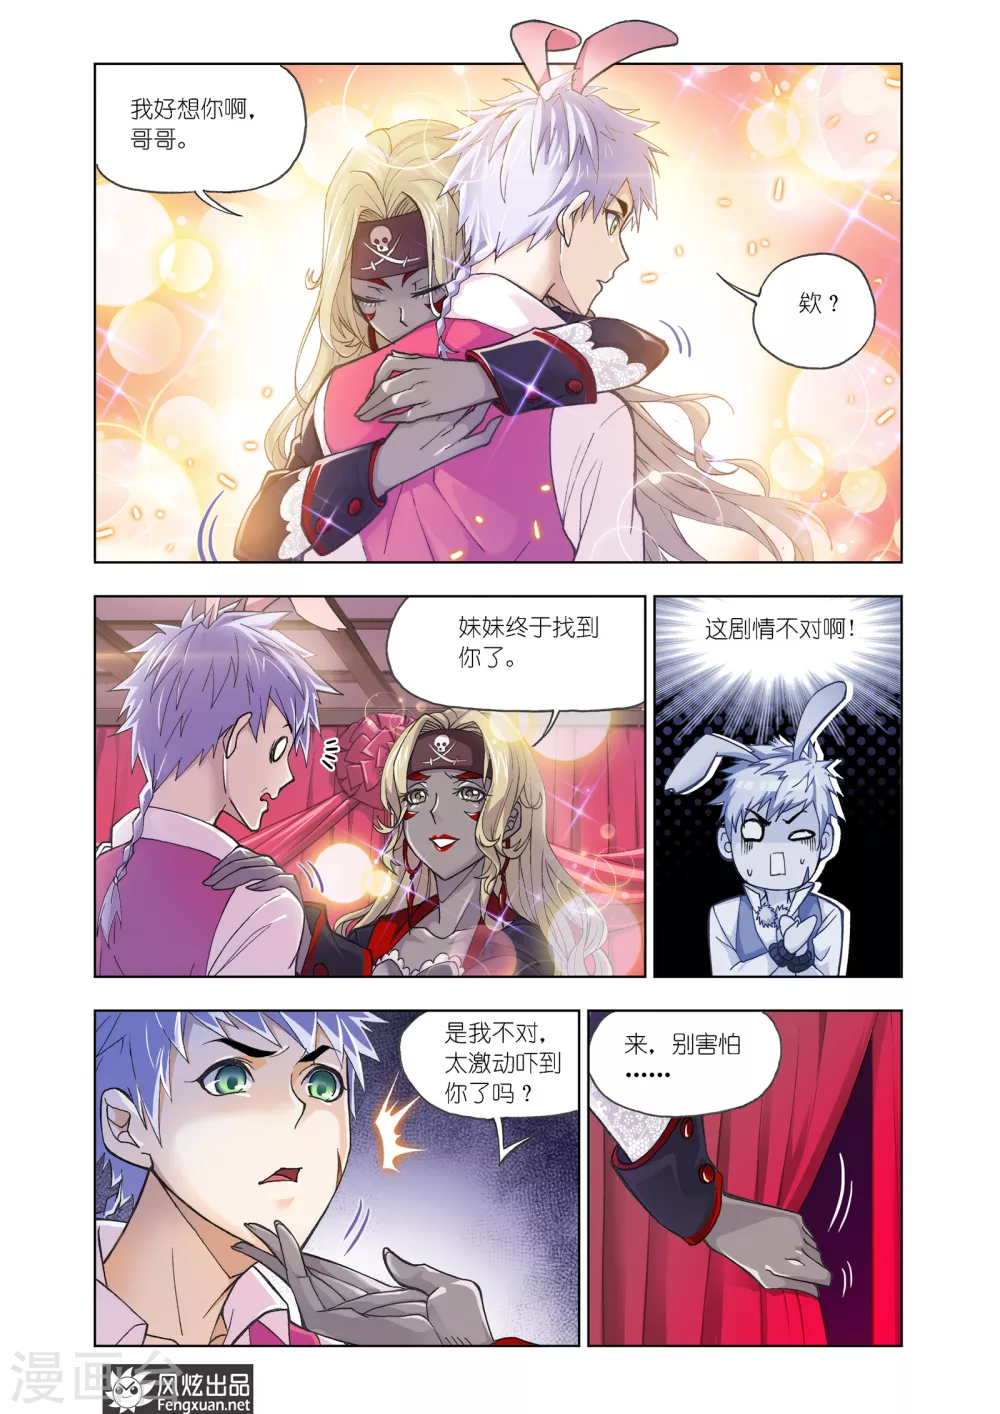 我好想你啊，
哥哥。
欸？
妹妹终于找到
你了。
这剧情不对啊！
是我不对，
太激动吓到
你了吗？
来，别害怕
……
漫画台
风炫出品
Fengxuan.net